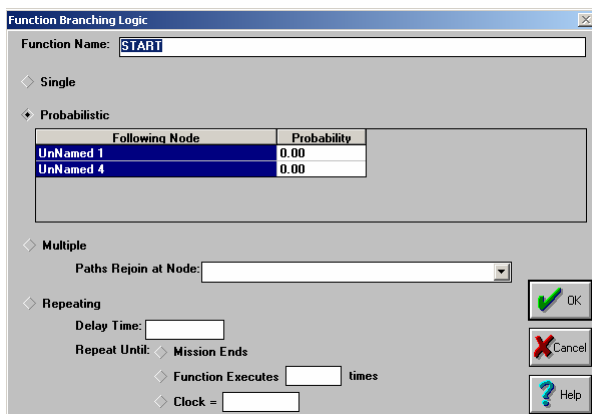 Function Branching Logic
Function Name: START
Single
Probabilistic
Following Node Probability
UnNamed 1 0.00
UnNamed 4 0.00
Multiple
Paths Rejoin at Node:
Repeating
Delay Time:
Repeat Until: Mission Ends
Function Executes times
Clock =
OK
Cancel
Help